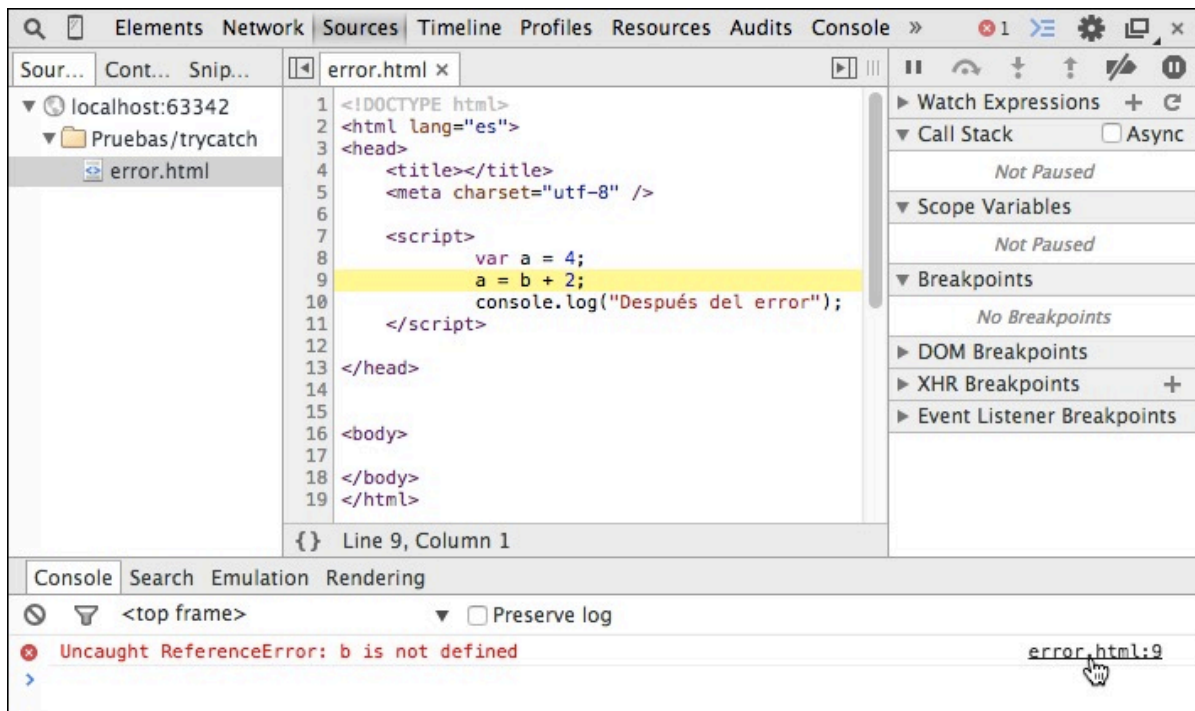 Elements Network Sources Timeline Profiles Resources Audits Console » 1
Sour... Cont... Snip...
error.html ×
localhost:63342
Pruebas/trycatch
error.html
1 <!DOCTYPE html>
2 <html lang="es">
3 <head>
4 <title></title>
5 <meta charset="utf-8" />
6
7 <script>
8 var a = 4;
9 a = b + 2;
10 console.log("Después del error");
11 </script>
12
13 </head>
14
15
16 <body>
17
18 </body>
19 </html>
{} Line 9, Column 1
Watch Expressions
Call Stack Async
Not Paused
Scope Variables
Not Paused
Breakpoints
No Breakpoints
DOM Breakpoints
XHR Breakpoints
Event Listener Breakpoints
Console Search Emulation Rendering
<top frame> Preserve log
Uncaught ReferenceError: b is not defined error.html:9
>